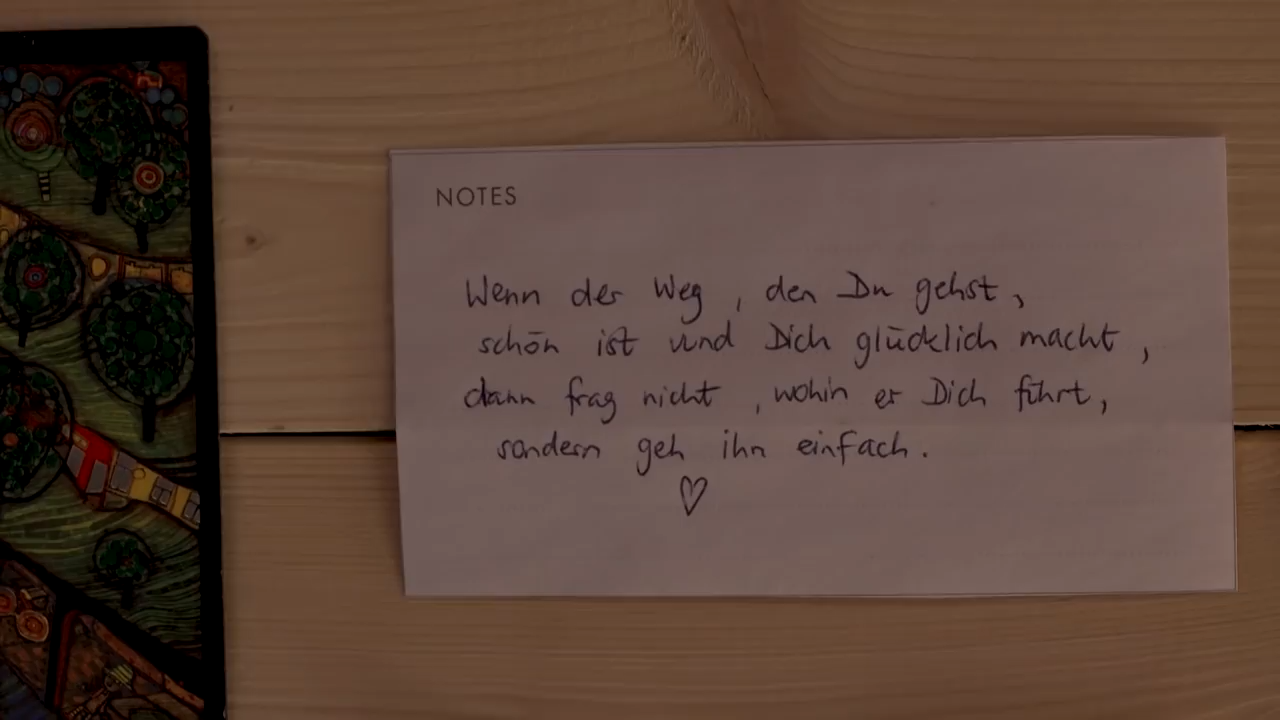 NOTES
Wenn der Weg, den Du gehst,
schön ist und Dich glücklich macht,
dann frag nicht, wohin er Dich führt,
sondern geh ihn einfach.
♡